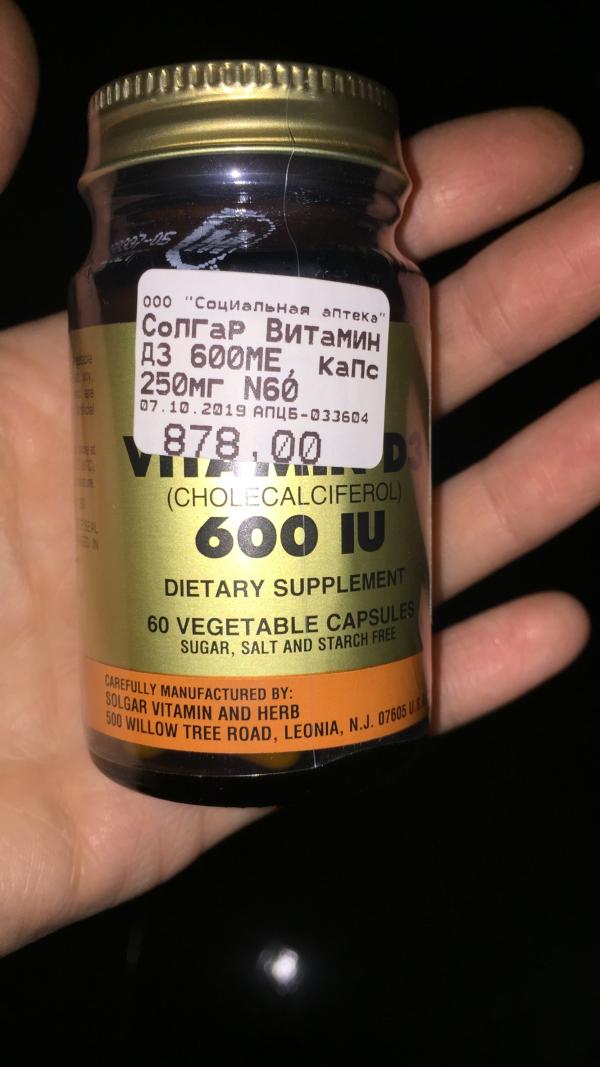 ООО "Социальная аптека"
Солгар Витамин
Д3 600МЕ, капс
250мг N60
07.10.2019 АПЦБ-033604
878,00
VITAMIN D3
(CHOLECALCIFEROL)
600 IU
DIETARY SUPPLEMENT
60 VEGETABLE CAPSULES
SUGAR, SALT AND STARCH FREE
CAREFULLY MANUFACTURED BY:
SOLGAR VITAMIN AND HERB
500 WILLOW TREE ROAD, LEONIA, N.J. 07605 U.S.A.